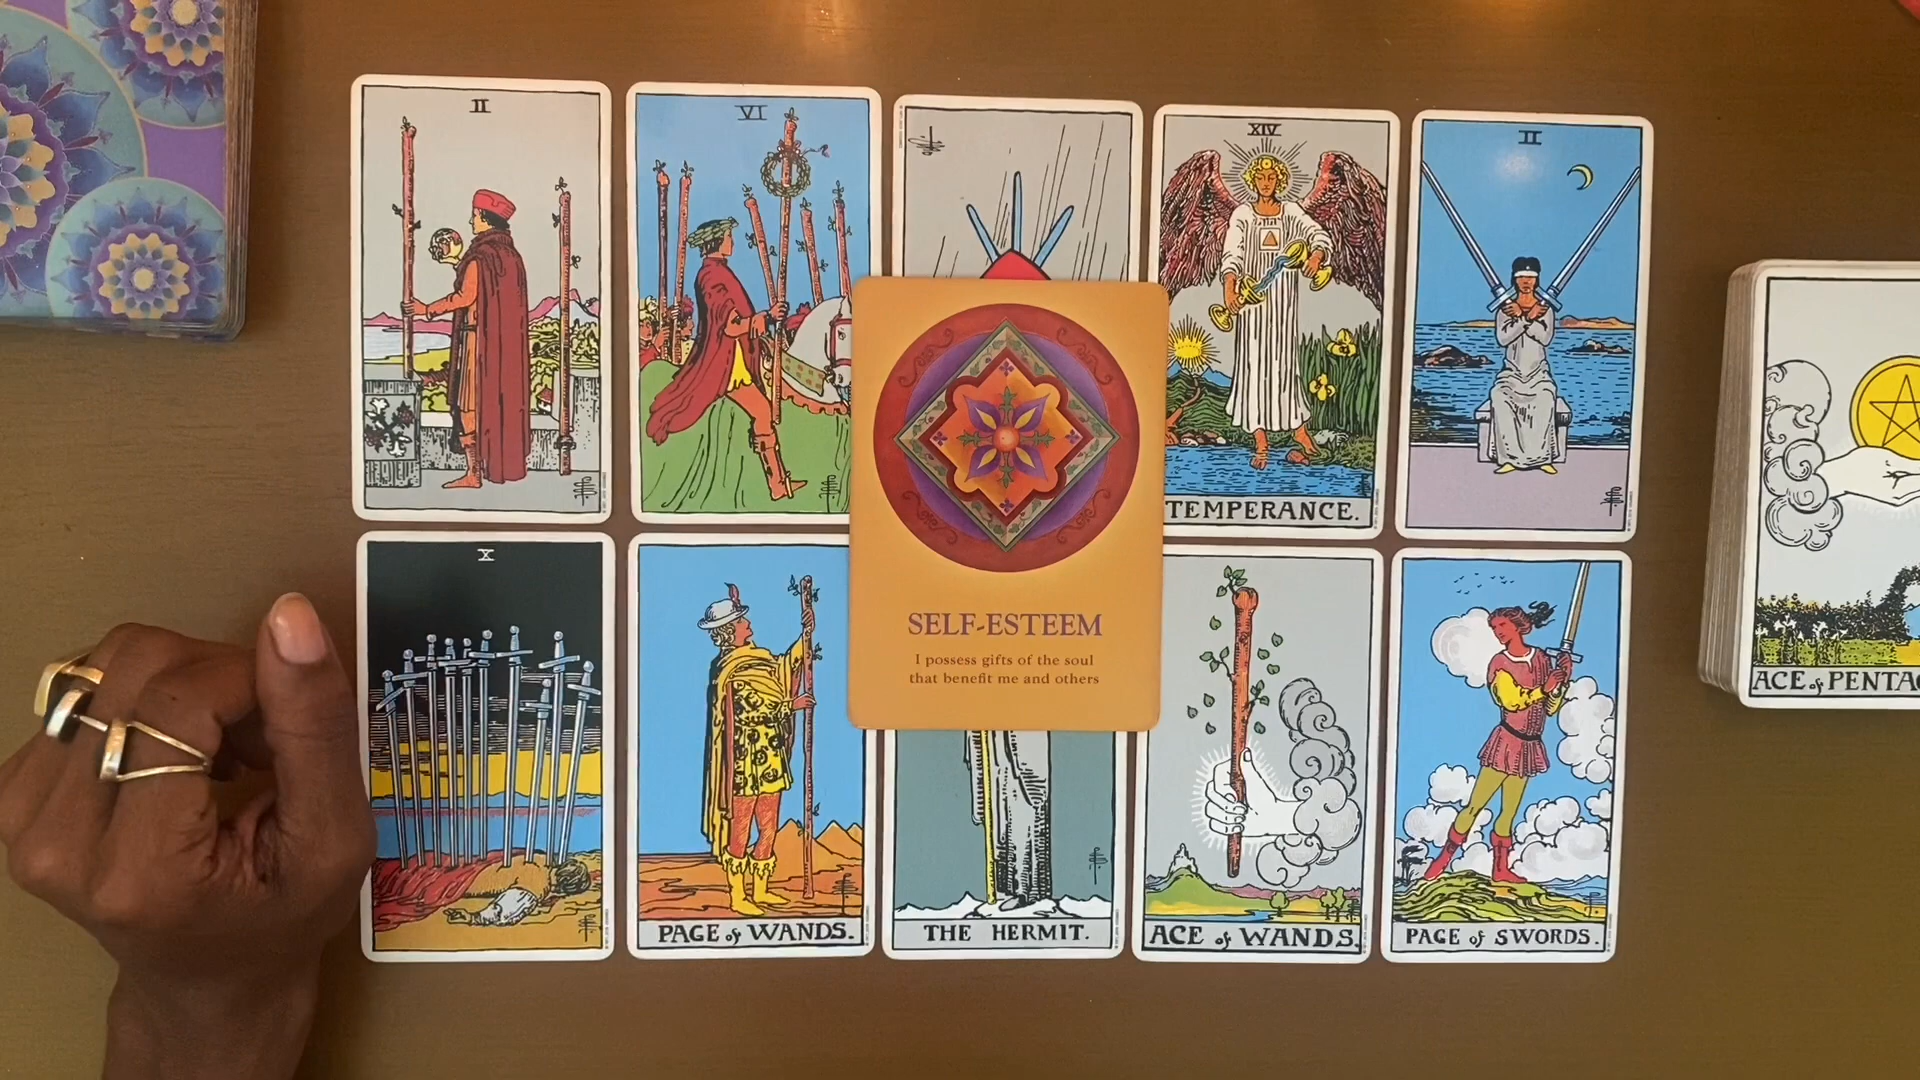 II
VI
XIV
II
TEMPERANCE.
X
SELF-ESTEEM
I possess gifts of the soul
that benefit me and others
ACE of PENTAC
PAGE of WANDS.
THE HERMIT.
ACE of WANDS.
PAGE of SWORDS.